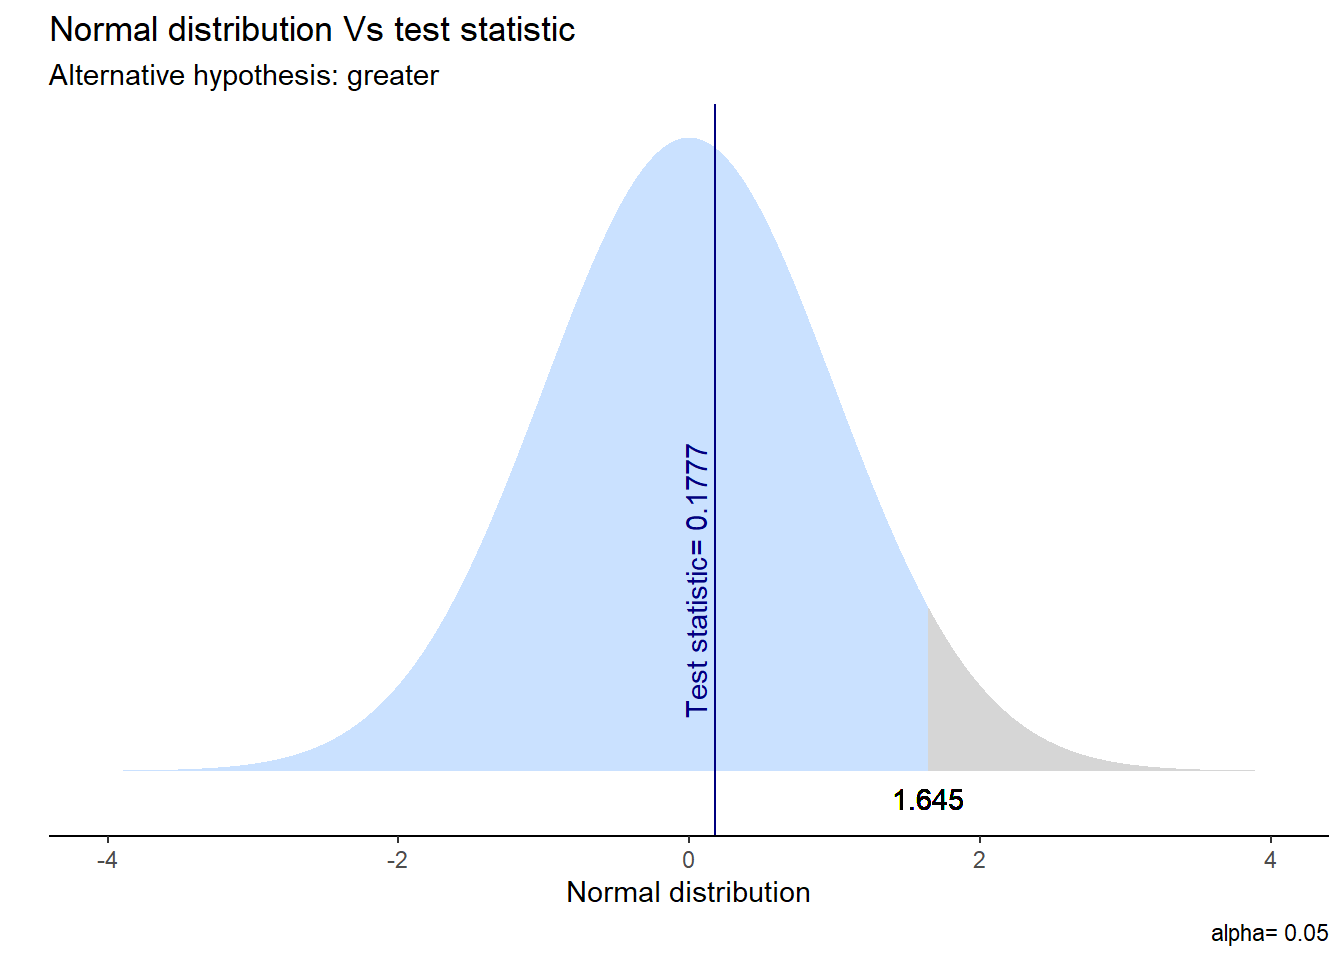 Normal distribution Vs test statistic
Alternative hypothesis: greater
Test statistic= 0.1777
1.645
-4 -2 0 2 4
Normal distribution
alpha= 0.05